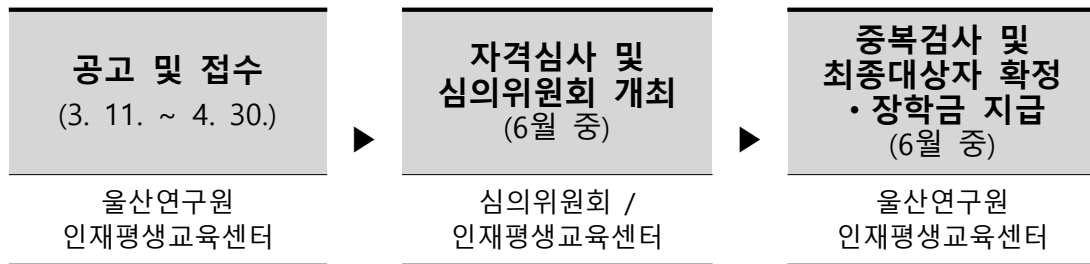 공고 및 접수
(3. 11. ~ 4. 30.)
울산연구원
인재평생교육센터
▶
자격심사 및
심의위원회 개최
(6월 중)
심의위원회 /
인재평생교육센터
▶
중복검사 및
최종대상자 확정
・장학금 지급
(6월 중)
울산연구원
인재평생교육센터